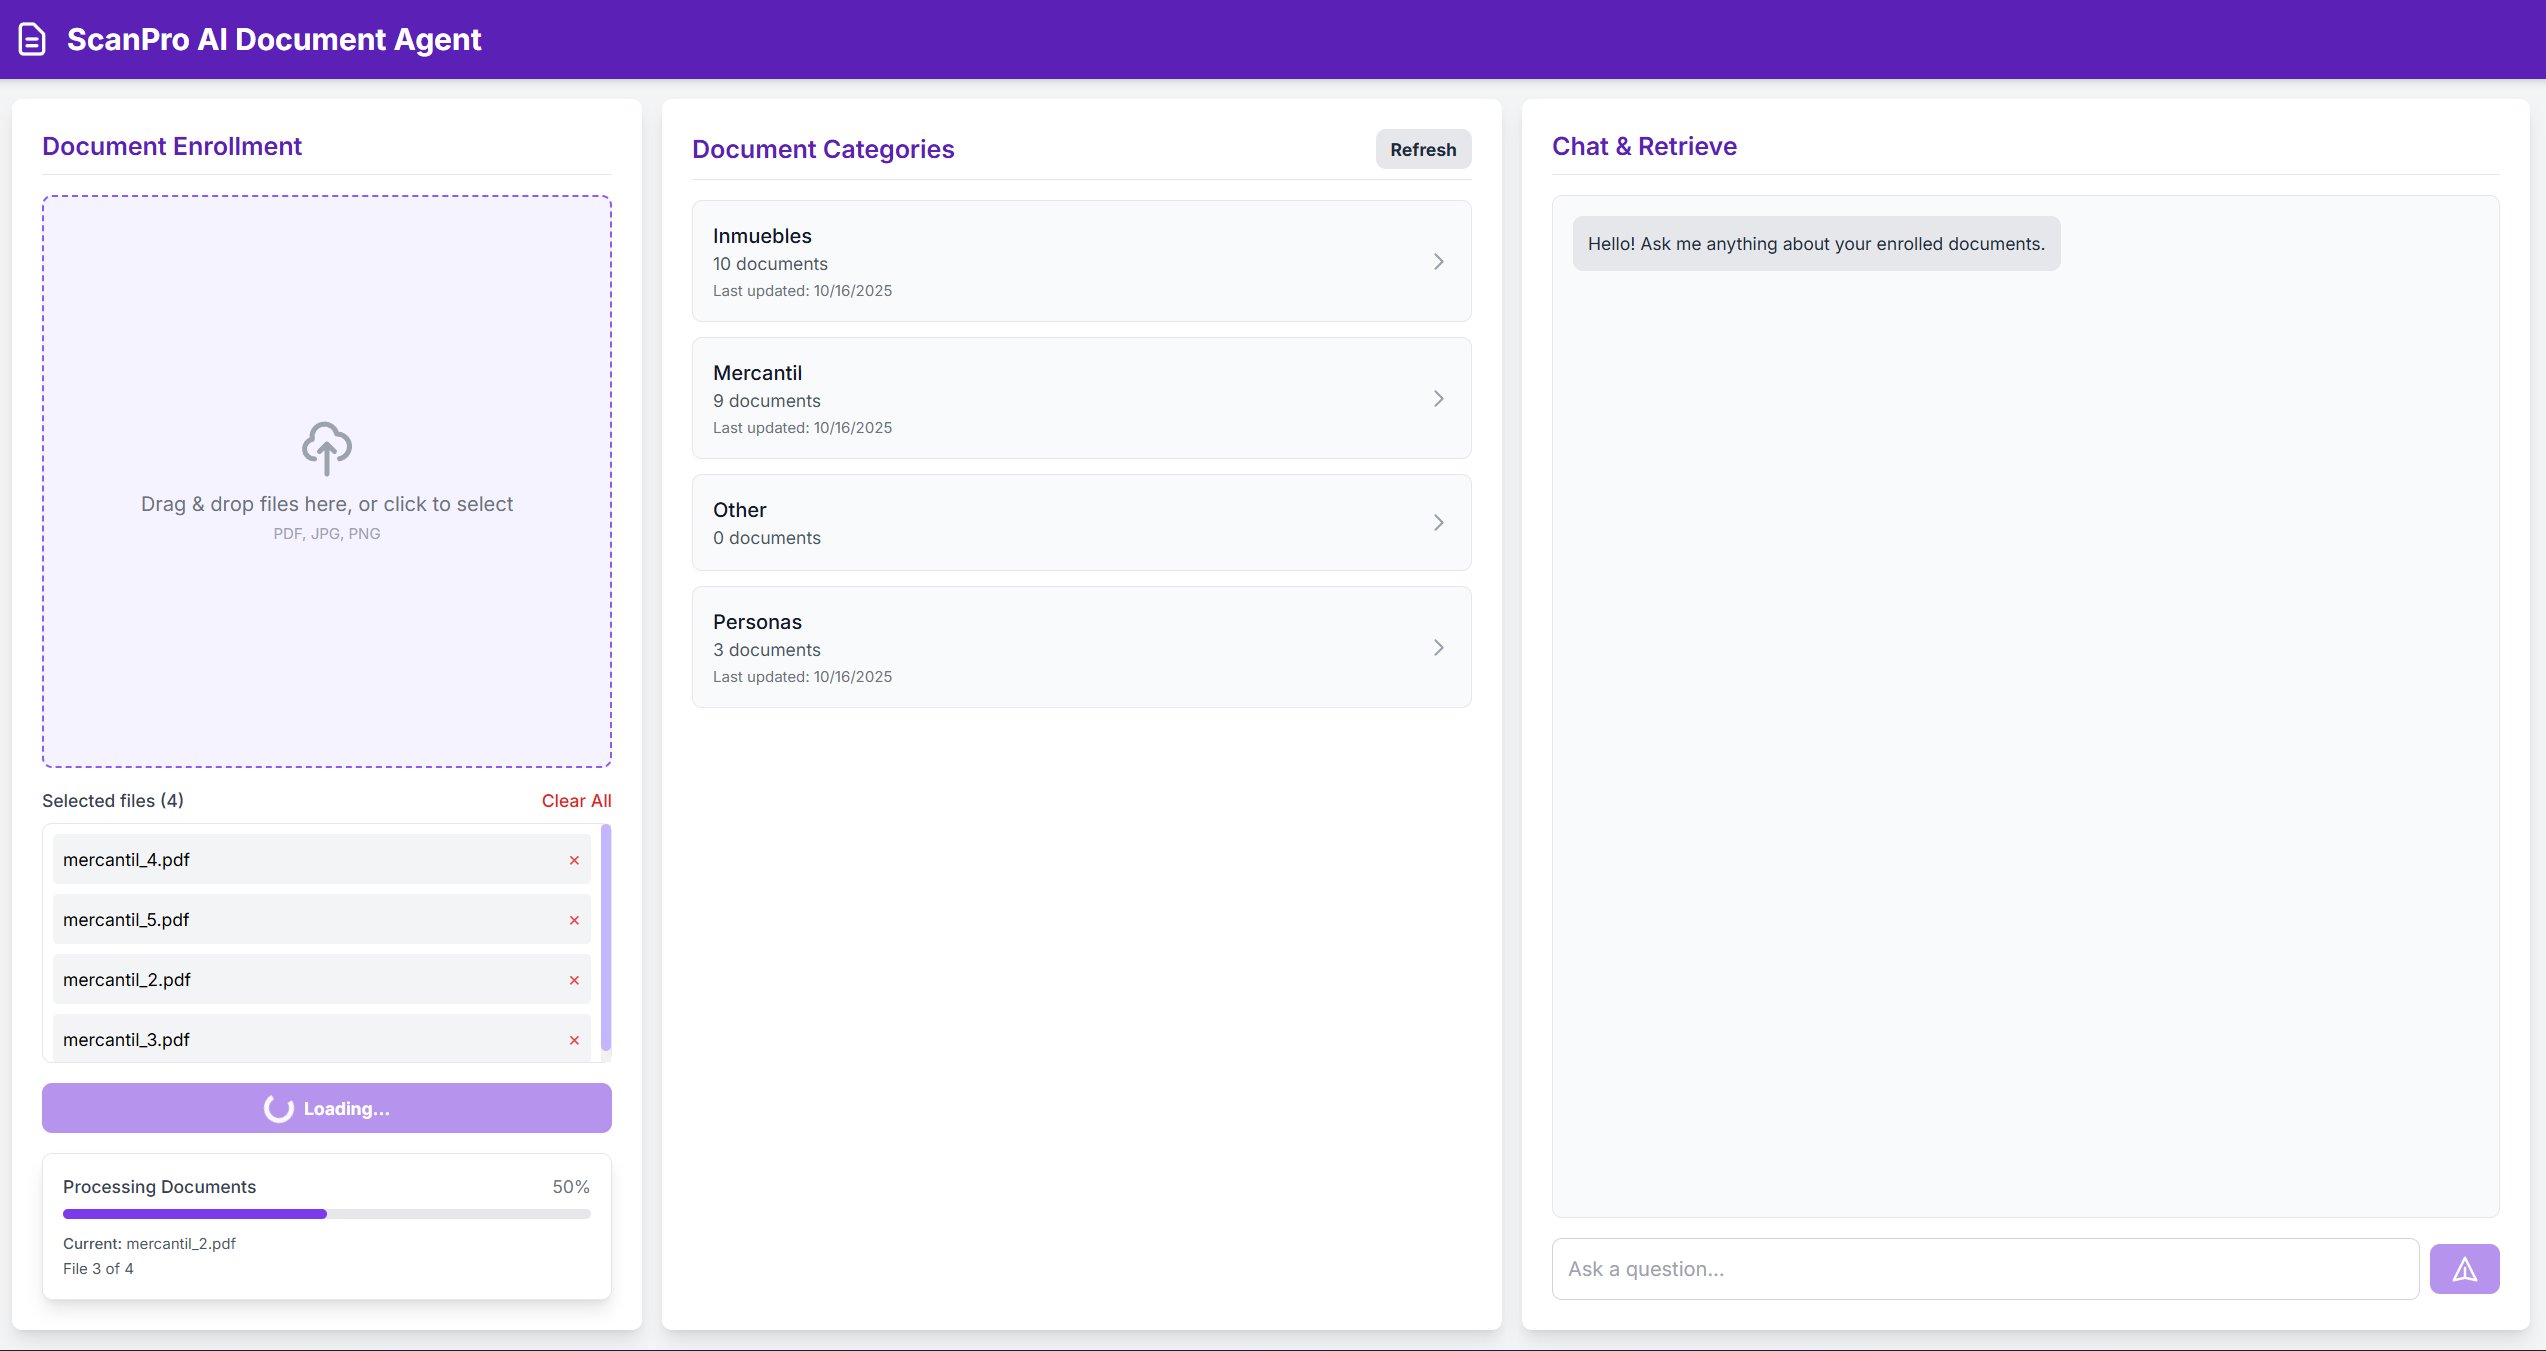 ScanPro AI Document Agent
Document Enrollment
Drag & drop files here, or click to select
PDF, JPG, PNG
Selected files (4)
Clear All
mercantil_4.pdf
×
mercantil_5.pdf
×
mercantil_2.pdf
×
mercantil_3.pdf
×
Loading...
Processing Documents
50%
Current: mercantil_2.pdf
File 3 of 4
Document Categories
Refresh
Inmuebles
10 documents
Last updated: 10/16/2025
Mercantil
9 documents
Last updated: 10/16/2025
Other
0 documents
Personas
3 documents
Last updated: 10/16/2025
Chat & Retrieve
Hello! Ask me anything about your enrolled documents.
Ask a question...